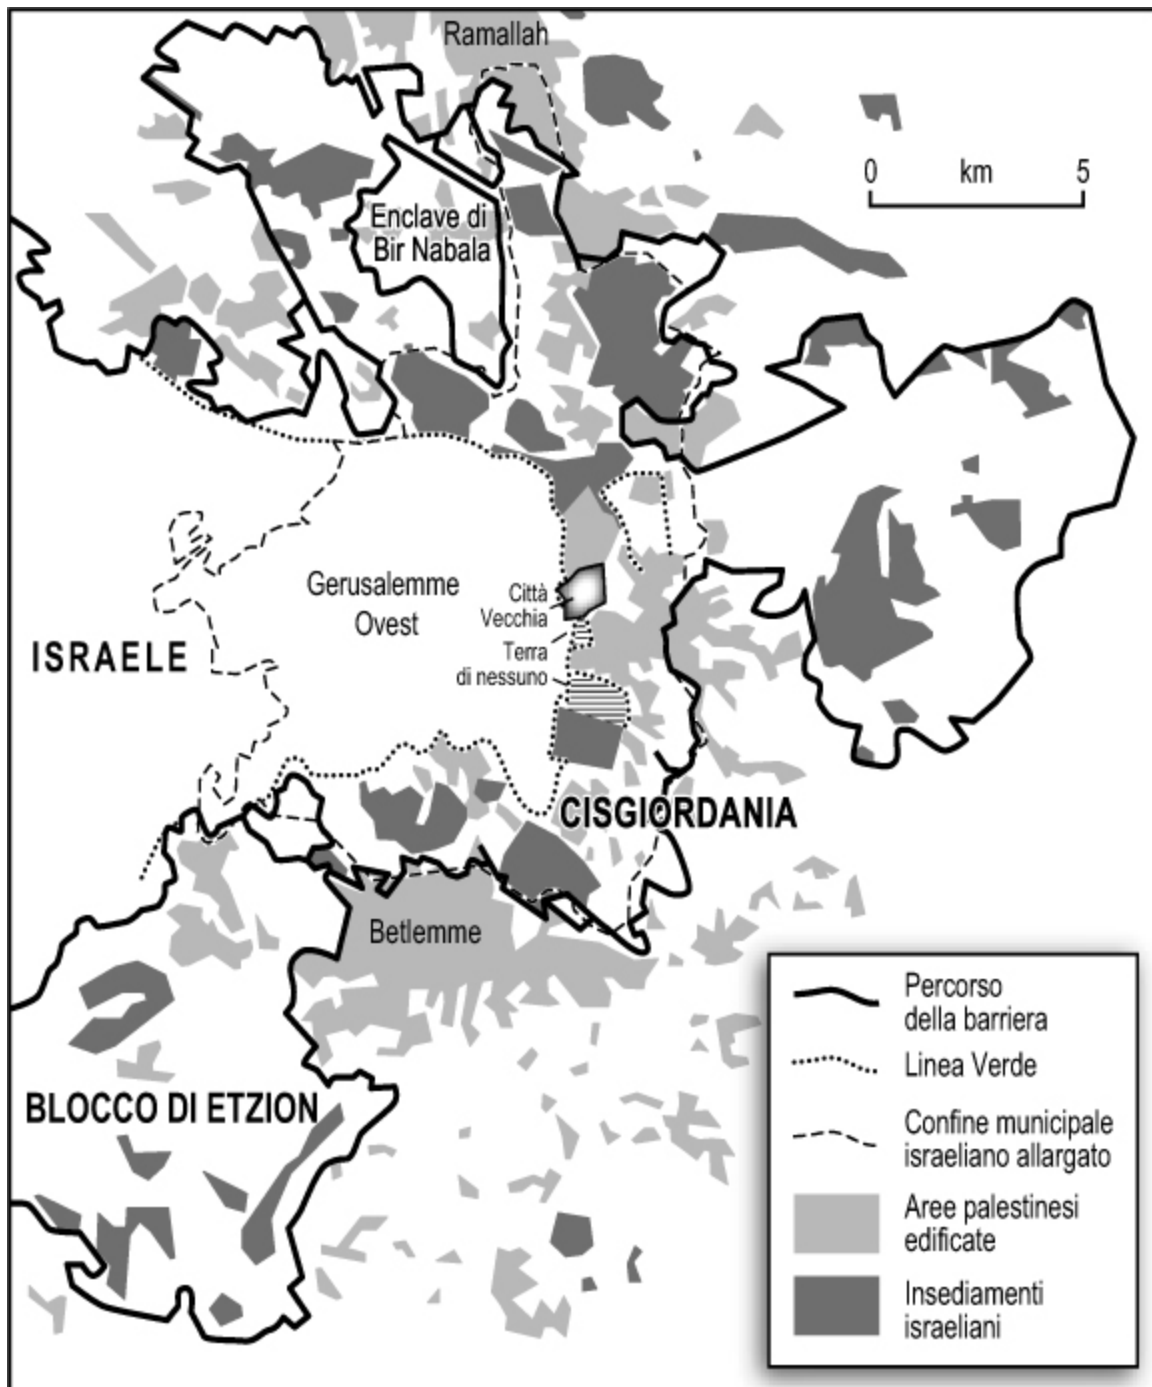 Ramallah
0 km 5
Enclave di
Bir Nabala
Gerusalemme
Ovest
Città
Vecchia
ISRAELE
Terra
di nessuno
CISGIORDANIA
Betlemme
BLOCCO DI ETZION
Percorso
della barriera
Linea Verde
Confine municipale
israeliano allargato
Aree palestinesi
edificate
Insediamenti
israeliani